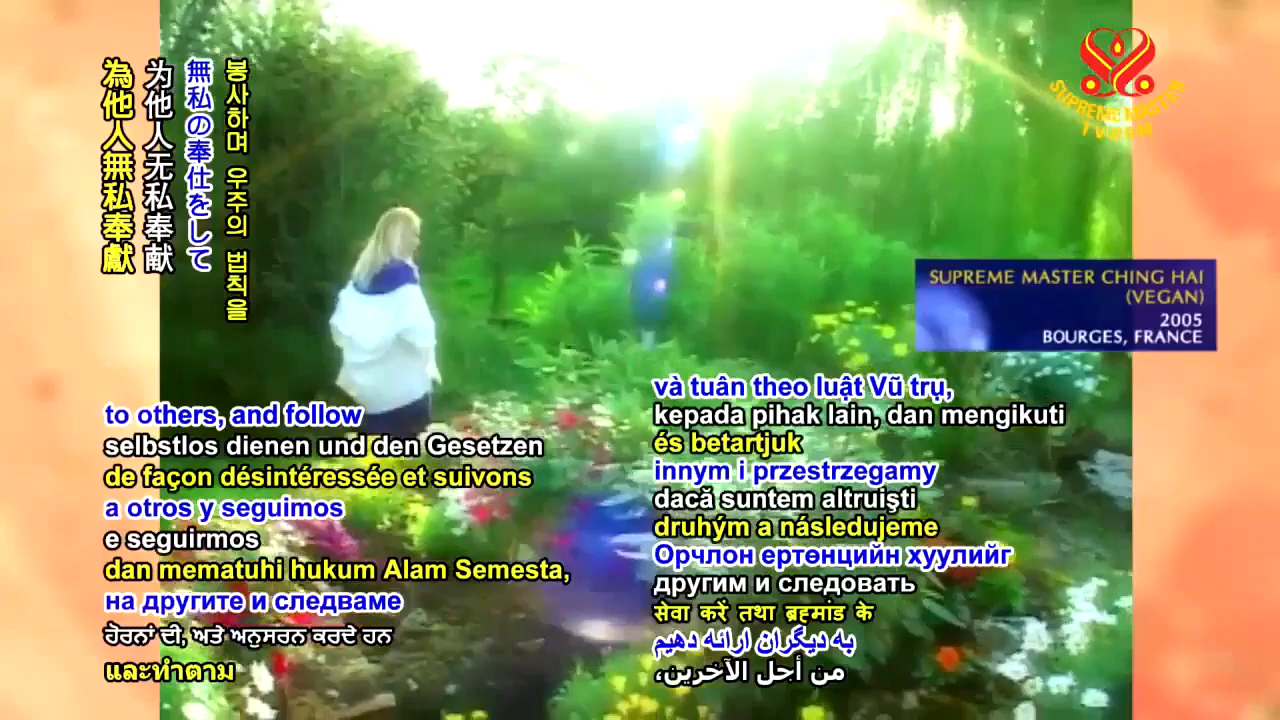 為他人無私奉獻
为他人无私奉献
無私の奉仕をして
봉사하며 우주의 법칙을
SUPREME MASTER
TV.COM
SUPREME MASTER CHING HAI
(VEGAN)
2005
BOURGES, FRANCE
to others, and follow
selbstlos dienen und den Gesetzen
de façon désintéressée et suivons
a otros y seguimos
e seguirmos
dan mematuhi hukum Alam Semesta,
на другите и следваме
ਹੋਰਨਾਂ ਦੀ, ਅਤੇ ਅਨੁਸਰਨ ਕਰਦੇ ਹਨ
และทำตาม
và tuân theo luật Vũ trụ,
kepada pihak lain, dan mengikuti
és betartjuk
innym i przestrzegamy
dacă suntem altruişti
druhým a následujeme
Орчлон ертөнцийн хуулийг
другим и следовать
सेवा करें तथा ब्रह्मांड के
به دیگران ارائه دهیم
من أجل الآخرين،